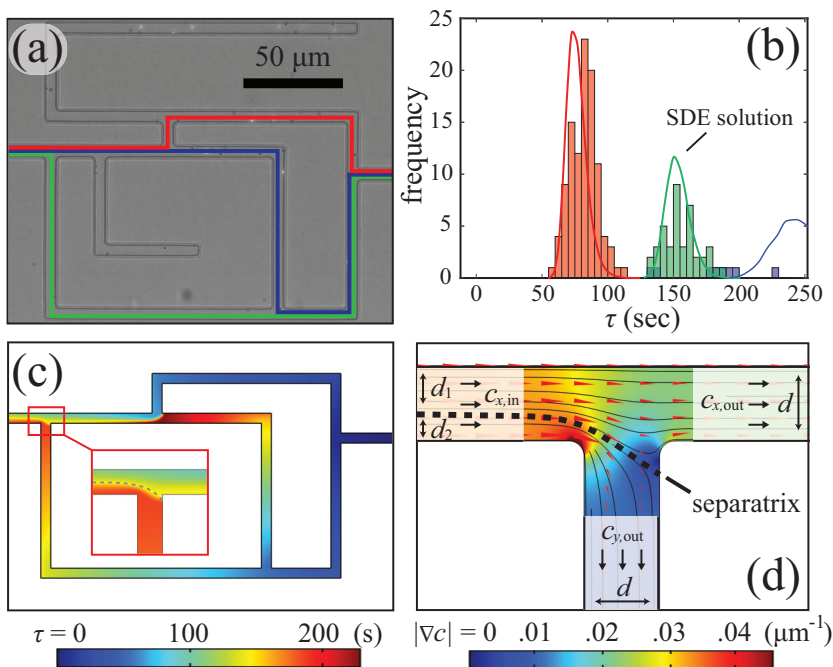 (a)
50 μm
(b)
25
20
15
10
5
0
frequency
SDE solution
0
50
100
150
200
250
τ (sec)
(c)
τ = 0
100
200
(s)
d₁
d₂
cₓ,in
cₓ,out
d
separatrix
c_y,out
d
(d)
|∇c| = 0
.01
.02
.03
.04
(μm⁻¹)